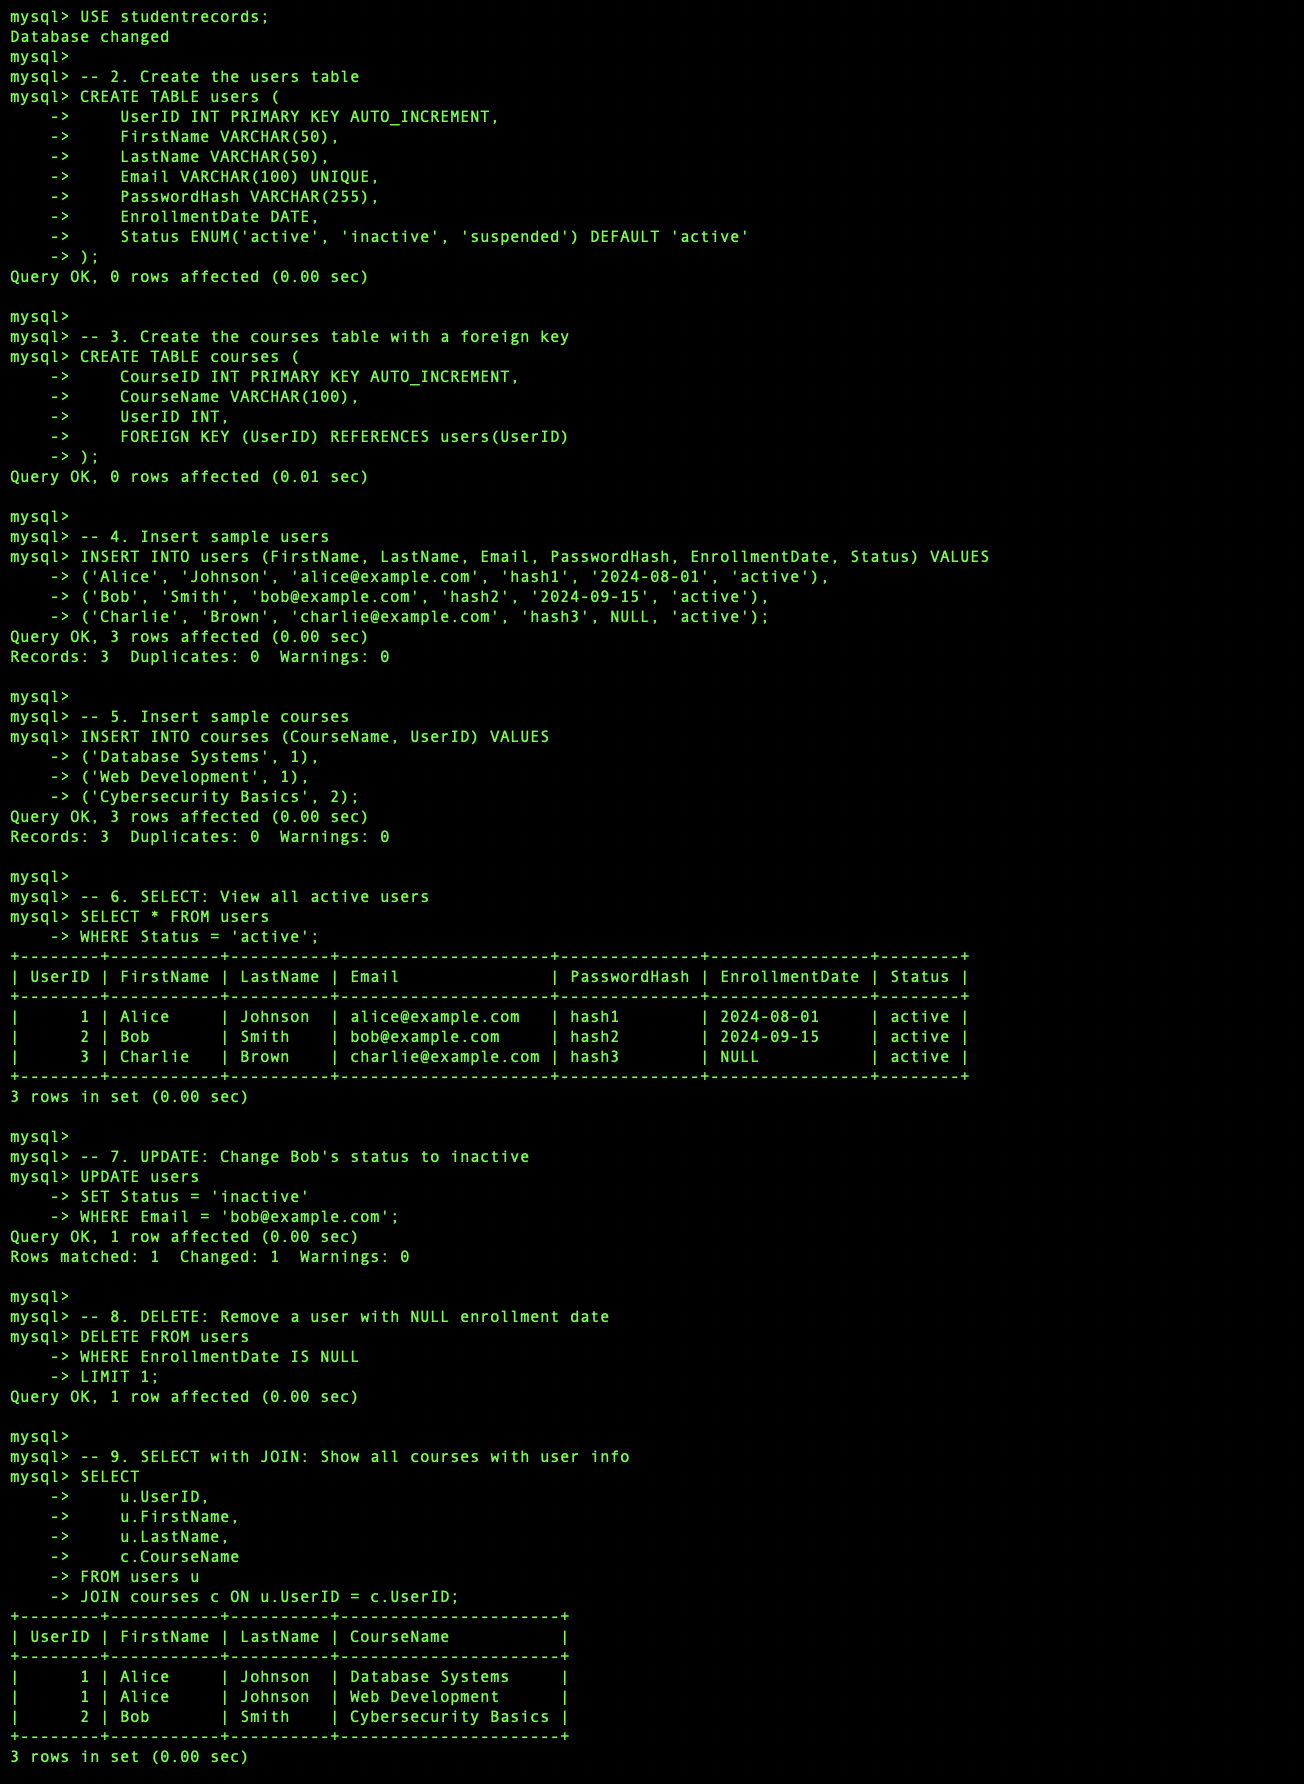 mysql> USE studentrecords;
Database changed
mysql>
mysql> -- 2. Create the users table
mysql> CREATE TABLE users (
    ->     UserID INT PRIMARY KEY AUTO_INCREMENT,
    ->     FirstName VARCHAR(50),
    ->     LastName VARCHAR(50),
    ->     Email VARCHAR(100) UNIQUE,
    ->     PasswordHash VARCHAR(255),
    ->     EnrollmentDate DATE,
    ->     Status ENUM('active', 'inactive', 'suspended') DEFAULT 'active'
    -> );
Query OK, 0 rows affected (0.00 sec)

mysql>
mysql> -- 3. Create the courses table with a foreign key
mysql> CREATE TABLE courses (
    ->     CourseID INT PRIMARY KEY AUTO_INCREMENT,
    ->     CourseName VARCHAR(100),
    ->     UserID INT,
    ->     FOREIGN KEY (UserID) REFERENCES users(UserID)
    -> );
Query OK, 0 rows affected (0.01 sec)

mysql>
mysql> -- 4. Insert sample users
mysql> INSERT INTO users (FirstName, LastName, Email, PasswordHash, EnrollmentDate, Status) VALUES
    -> ('Alice', 'Johnson', 'alice@example.com', 'hash1', '2024-08-01', 'active'),
    -> ('Bob', 'Smith', 'bob@example.com', 'hash2', '2024-09-15', 'active'),
    -> ('Charlie', 'Brown', 'charlie@example.com', 'hash3', NULL, 'active');
Query OK, 3 rows affected (0.00 sec)
Records: 3  Duplicates: 0  Warnings: 0

mysql>
mysql> -- 5. Insert sample courses
mysql> INSERT INTO courses (CourseName, UserID) VALUES
    -> ('Database Systems', 1),
    -> ('Web Development', 1),
    -> ('Cybersecurity Basics', 2);
Query OK, 3 rows affected (0.00 sec)
Records: 3  Duplicates: 0  Warnings: 0

mysql>
mysql> -- 6. SELECT: View all active users
mysql> SELECT * FROM users
    -> WHERE Status = 'active';
+--------+-----------+----------+---------------------+--------------+----------------+--------+
| UserID | FirstName | LastName | Email               | PasswordHash | EnrollmentDate | Status |
+--------+-----------+----------+---------------------+--------------+----------------+--------+
|      1 | Alice     | Johnson  | alice@example.com   | hash1        | 2024-08-01     | active |
|      2 | Bob       | Smith    | bob@example.com     | hash2        | 2024-09-15     | active |
|      3 | Charlie   | Brown    | charlie@example.com | hash3        | NULL           | active |
+--------+-----------+----------+---------------------+--------------+----------------+--------+
3 rows in set (0.00 sec)

mysql>
mysql> -- 7. UPDATE: Change Bob's status to inactive
mysql> UPDATE users
    -> SET Status = 'inactive'
    -> WHERE Email = 'bob@example.com';
Query OK, 1 row affected (0.00 sec)
Rows matched: 1  Changed: 1  Warnings: 0

mysql>
mysql> -- 8. DELETE: Remove a user with NULL enrollment date
mysql> DELETE FROM users
    -> WHERE EnrollmentDate IS NULL
    -> LIMIT 1;
Query OK, 1 row affected (0.00 sec)

mysql>
mysql> -- 9. SELECT with JOIN: Show all courses with user info
mysql> SELECT
    ->     u.UserID,
    ->     u.FirstName,
    ->     u.LastName,
    ->     c.CourseName
    -> FROM users u
    -> JOIN courses c ON u.UserID = c.UserID;
+--------+-----------+----------+----------------------+
| UserID | FirstName | LastName | CourseName           |
+--------+-----------+----------+----------------------+
|      1 | Alice     | Johnson  | Database Systems     |
|      1 | Alice     | Johnson  | Web Development      |
|      2 | Bob       | Smith    | Cybersecurity Basics |
+--------+-----------+----------+----------------------+
3 rows in set (0.00 sec)